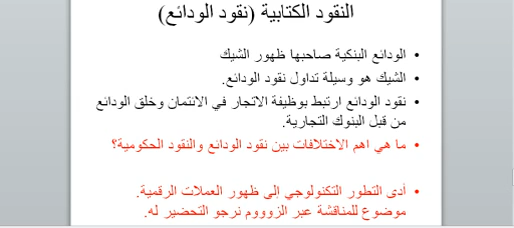 النقود الكتابية (نقود الودائع)
• الودائع البنكية صاحبها ظهور الشيك
• الشيك هو وسيلة تداول نقود الودائع.
• نقود الودائع ارتبط بوظيفة الاتجار في الائتمان وخلق الودائع
من قبل البنوك التجارية.
• ما هي اهم الاختلافات بين نقود الودائع والنقود الحكومية؟
• أدى التطور التكنولوجي إلى ظهور العملات الرقمية.
موضوع للمناقشة عبر الزوووم نرجو التحضير له.